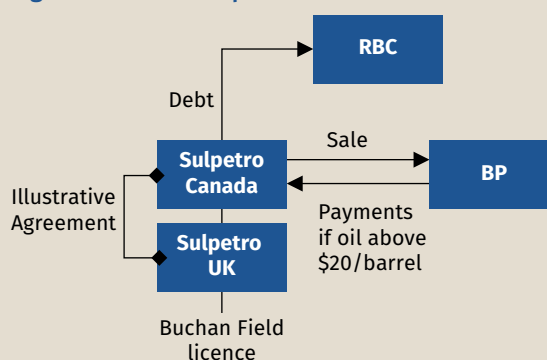 RBC
Debt
Sulpetro
Canada
Sale
BP
Illustrative
Agreement
Payments
if oil above
$20/barrel
Sulpetro
UK
Buchan Field
licence